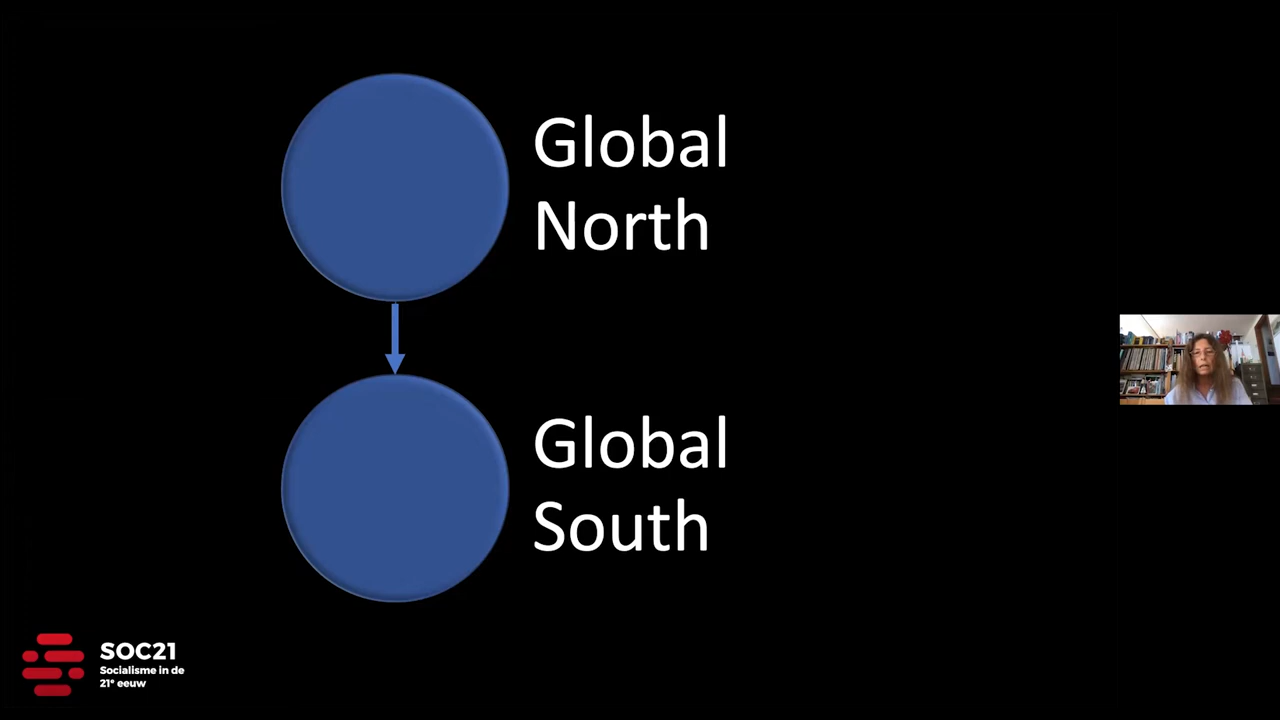 Global
North
Global
South
SOC21
Socialisme in de
21e eeuw